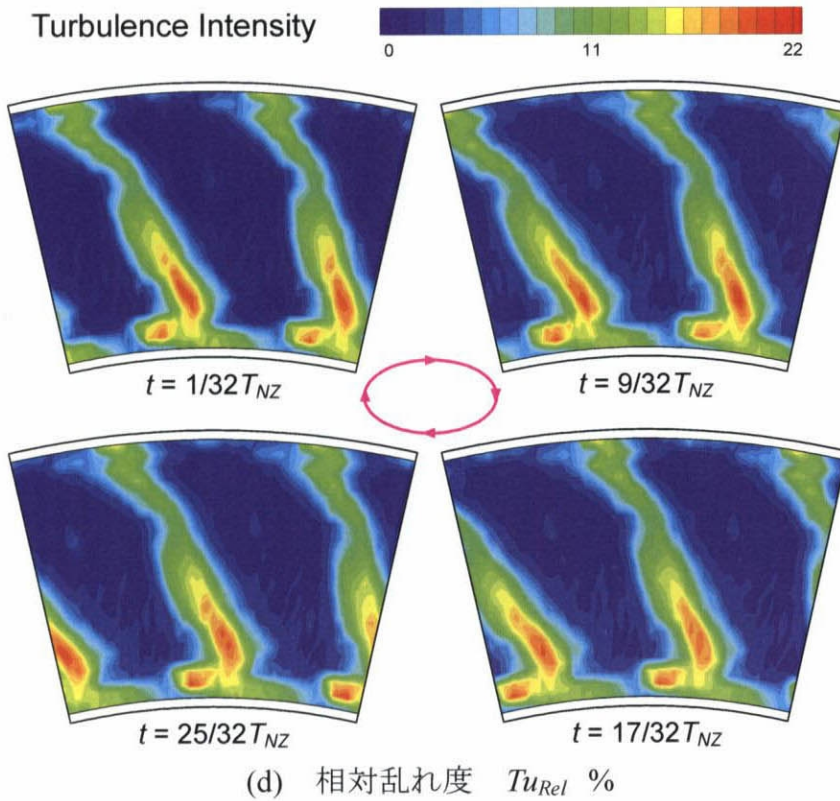 Turbulence Intensity
0 11 22
t = 1/32T_NZ t = 9/32T_NZ
t = 25/32T_NZ t = 17/32T_NZ
(d) 相対乱れ度 Tu_Rel %